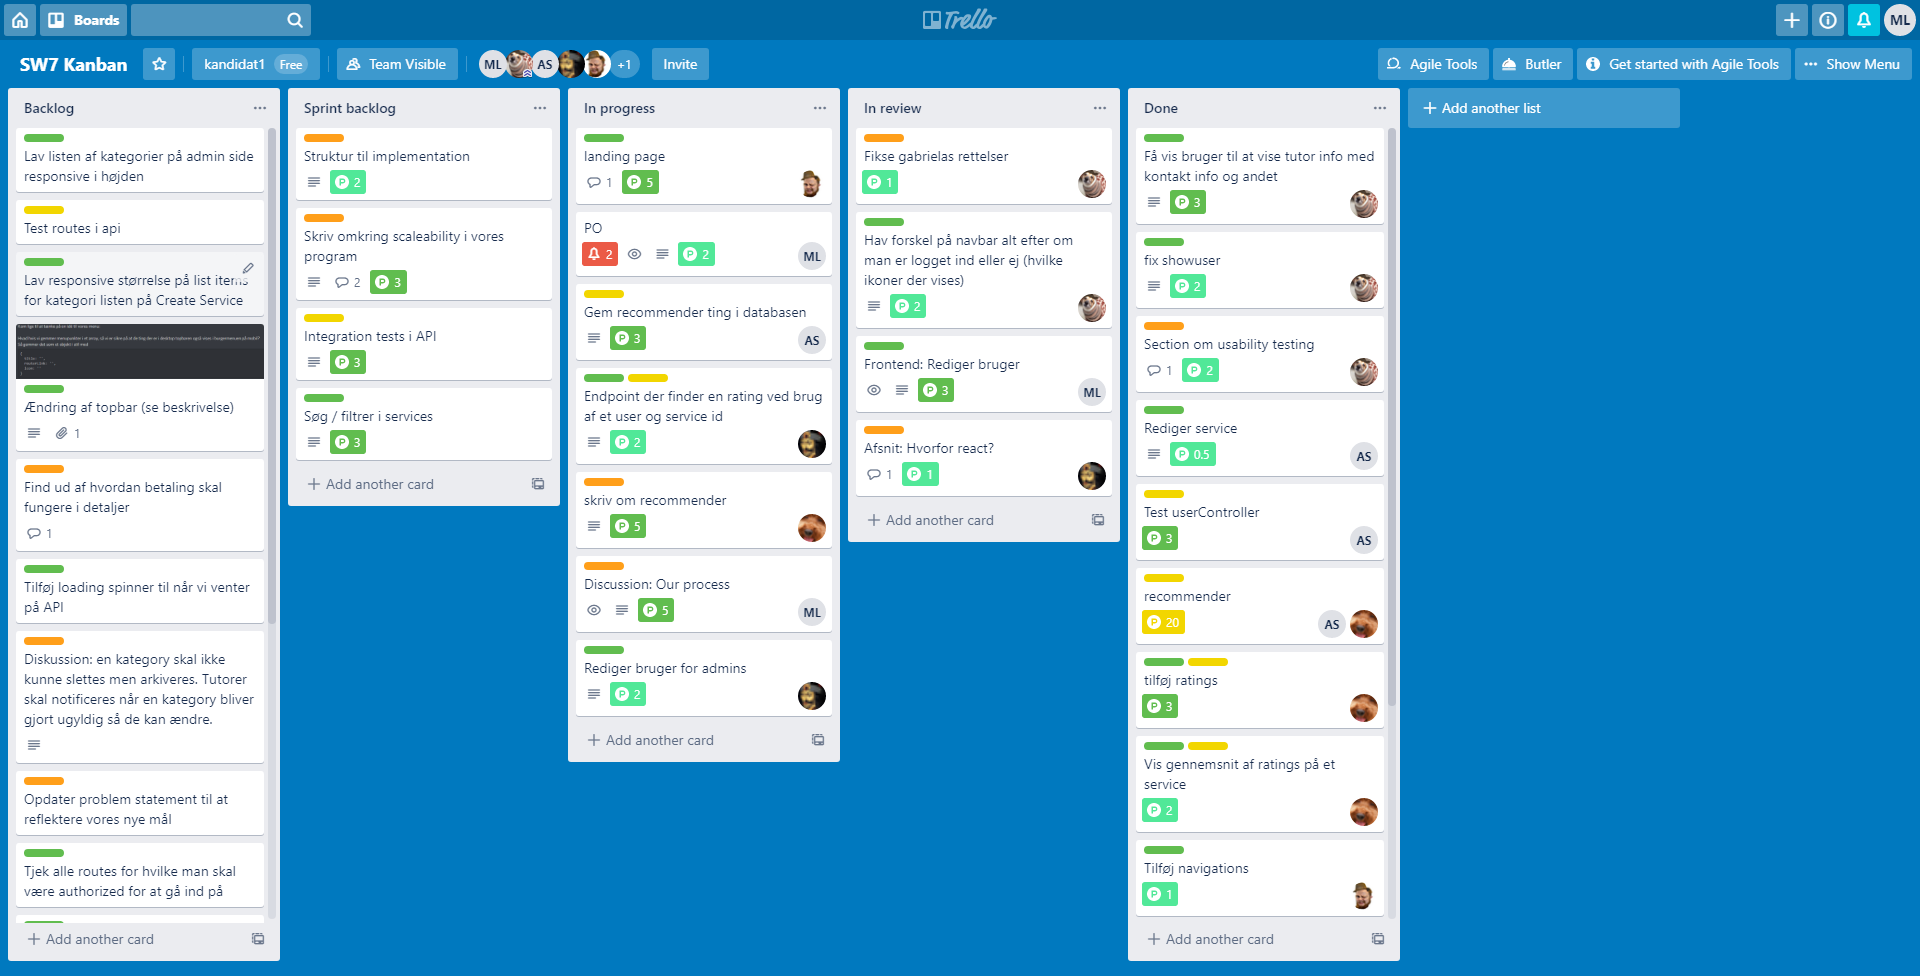 Boards
Trello
ML
SW7 Kanban
kandidat1 Free
Team Visible
ML AS +1
Invite
Agile Tools
Butler
Get started with Agile Tools
Show Menu
Backlog
Lav listen af kategorier på admin side
responsive i højden
Test routes i api
Lav responsive størrelse på list items
for kategori listen på Create Service
Ændring af topbar (se beskrivelse)
1
Find ud af hvordan betaling skal
fungere i detaljer
1
Tilføj loading spinner til når vi venter
på API
Diskussion: en kategory skal ikke
kunne slettes men arkiveres. Tutorer
skal notificeres når en kategory bliver
gjort ugyldig så de kan ændre.
Opdater problem statement til at
reflektere vores nye mål
Tjek alle routes for hvilke man skal
være authorized for at gå ind på
Add another card
Sprint backlog
Struktur til implementation
P 2
Skriv omkring scaleability i vores
program
2 P 3
Integration tests i API
P 3
Søg / filtrer i services
P 3
Add another card
In progress
landing page
1 P 5
PO
2 P 2 ML
Gem recommender ting i databasen
P 3 AS
Endpoint der finder en rating ved brug
af et user og service id
P 2
skriv om recommender
P 5
Discussion: Our process
P 5 ML
Rediger bruger for admins
P 2
Add another card
In review
Fikse gabrielas rettelser
P 1
Hav forskel på navbar alt efter om
man er logget ind eller ej (hvilke
ikoner der vises)
P 2
Frontend: Rediger bruger
P 3 ML
Afsnit: Hvorfor react?
1 P 1
Add another card
Done
Få vis bruger til at vise tutor info med
kontakt info og andet
P 3
fix showuser
P 2
Section om usability testing
1 P 2
Rediger service
P 0.5 AS
Test userController
P 3 AS
recommender
P 20 AS
tilføj ratings
P 3
Vis gennemsnit af ratings på et
service
P 2
Tilføj navigations
P 1
Add another card
Add another list